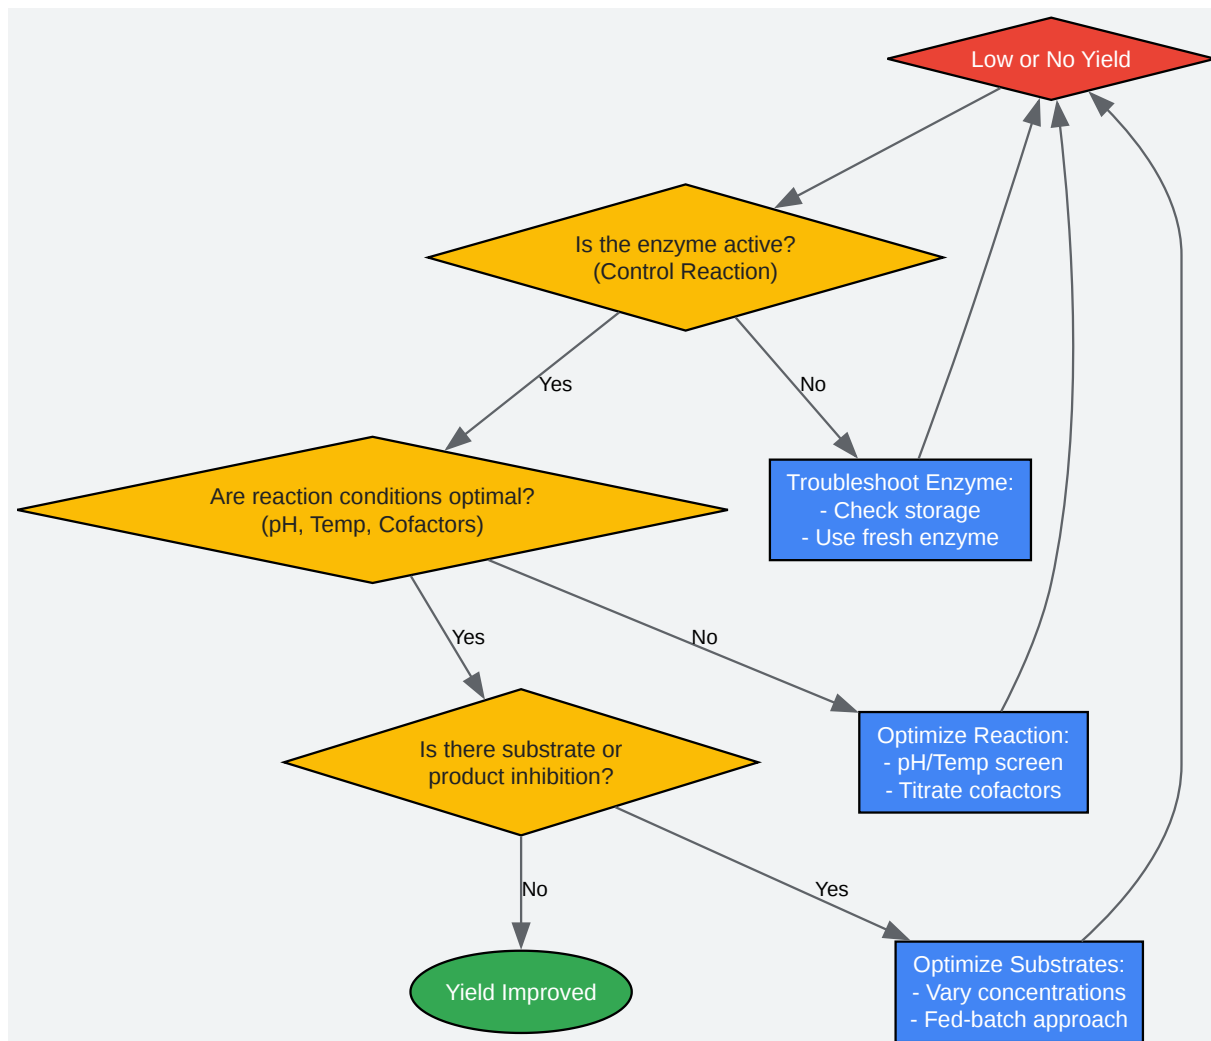 Low or No Yield
Is the enzyme active?
(Control Reaction)
Yes
No
Are reaction conditions optimal?
(pH, Temp, Cofactors)
Troubleshoot Enzyme:
- Check storage
- Use fresh enzyme
Yes
No
Is there substrate or
product inhibition?
Optimize Reaction:
- pH/Temp screen
- Titrate cofactors
No
Yes
Yield Improved
Optimize Substrates:
- Vary concentrations
- Fed-batch approach